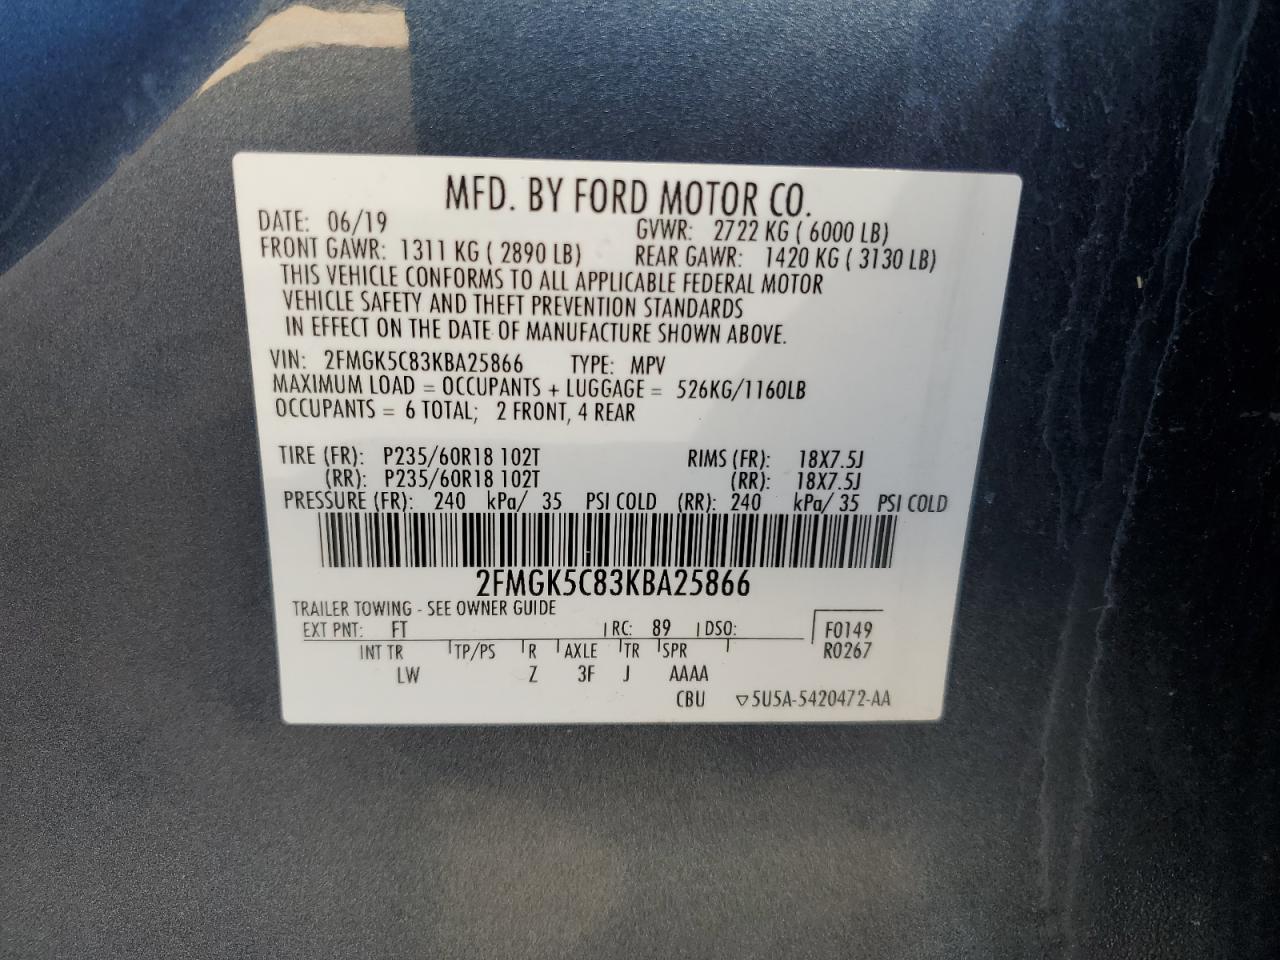 MFD. BY FORD MOTOR CO.
DATE: 06/19 GVWR: 2722 KG ( 6000 LB)
FRONT GAWR: 1311 KG ( 2890 LB) REAR GAWR: 1420 KG ( 3130 LB)
THIS VEHICLE CONFORMS TO ALL APPLICABLE FEDERAL MOTOR
VEHICLE SAFETY AND THEFT PREVENTION STANDARDS
IN EFFECT ON THE DATE OF MANUFACTURE SHOWN ABOVE.
VIN: 2FMGK5C83KBA25866 TYPE: MPV
MAXIMUM LOAD = OCCUPANTS + LUGGAGE = 526KG/1160LB
OCCUPANTS = 6 TOTAL; 2 FRONT, 4 REAR
TIRE (FR): P235/60R18 102T RIMS (FR): 18X7.5J
(RR): P235/60R18 102T (RR): 18X7.5J
PRESSURE (FR): 240 kPa/ 35 PSI COLD (RR): 240 kPa/ 35 PSI COLD
2FMGK5C83KBA25866
TRAILER TOWING - SEE OWNER GUIDE
EXT PNT: FT RC: 89 DSO: F0149
INT TR TP/PS R AXLE TR SPR R0267
LW Z 3F J AAAA
CBU ▽5U5A-5420472-AA